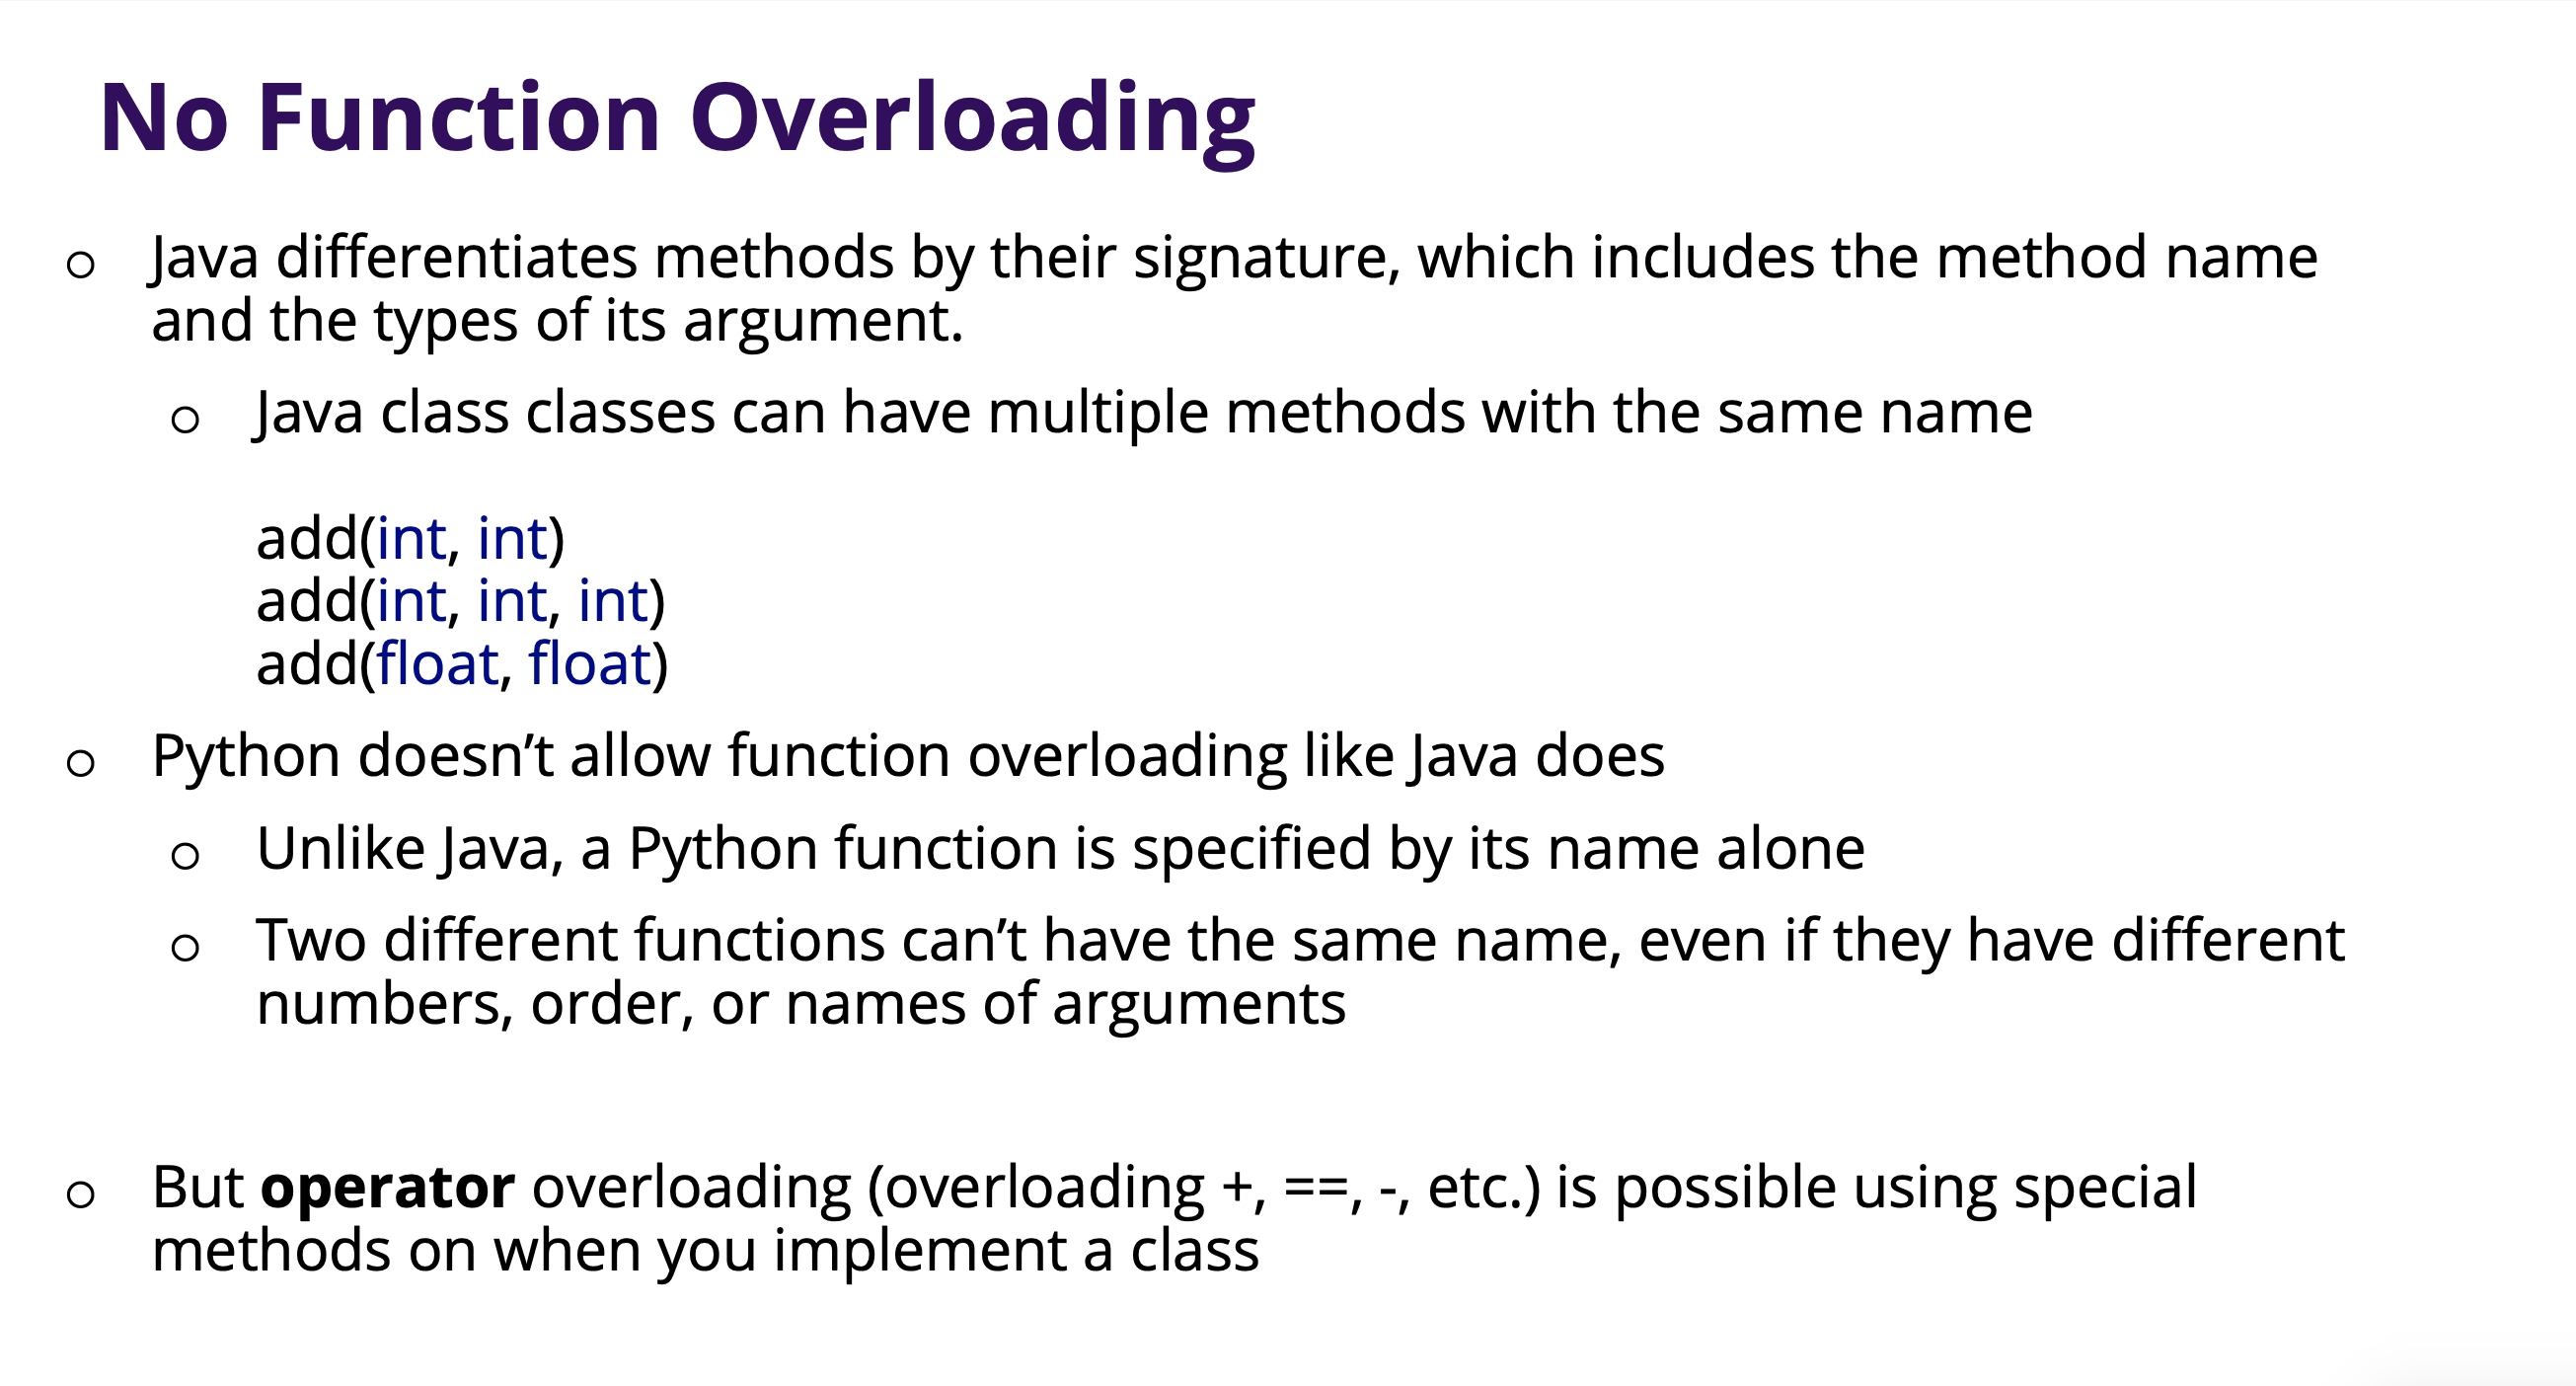 No Function Overloading
Java differentiates methods by their signature, which includes the method name
and the types of its argument.
Java class classes can have multiple methods with the same name
add(int, int)
add(int, int, int)
add(float, float)
Python doesn’t allow function overloading like Java does
Unlike Java, a Python function is specified by its name alone
Two different functions can’t have the same name, even if they have different
numbers, order, or names of arguments
But operator overloading (overloading +, ==, -, etc.) is possible using special
methods on when you implement a class